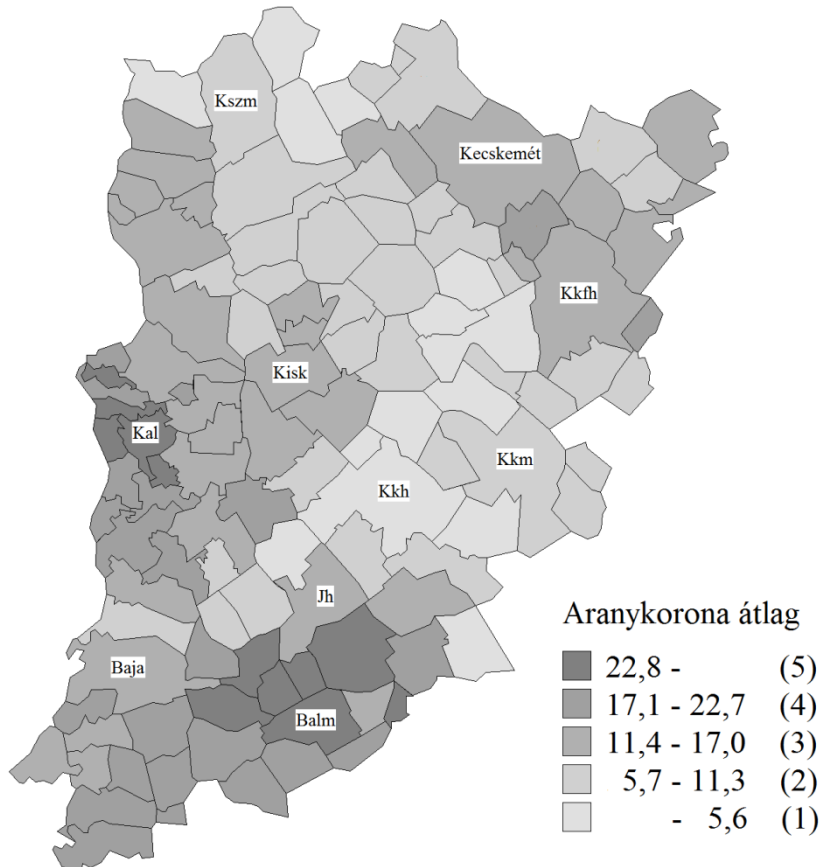 Kszm
Kecskemét
Kkfh
Kisk
Kal
Kkm
Kkh
Jh
Baja
Balm
Aranykorona átlag
22,8 - (5)
17,1 - 22,7 (4)
11,4 - 17,0 (3)
5,7 - 11,3 (2)
- 5,6 (1)